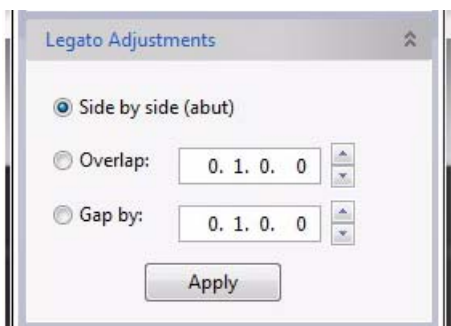 Legato Adjustments
Side by side (abut)
Overlap: 0. 1. 0. 0
Gap by: 0. 1. 0. 0
Apply